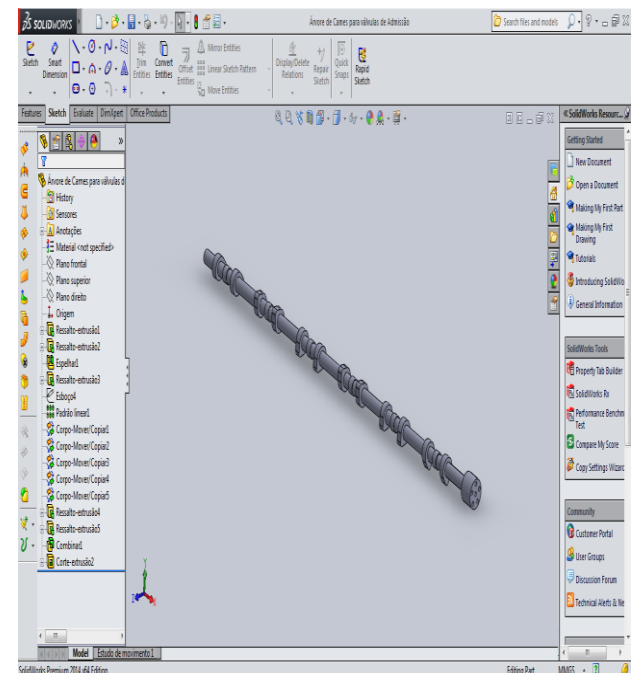 SOLIDWORKS
Árvore de Cames para válvulas de Admissão
Search files and models
Sketch
Smart Dimension
Trim Entities
Convert Entities
Offset Entities
Mirror Entities
Linear Sketch Pattern
Move Entities
Display/Delete Relations
Repair Sketch
Quick Snaps
Rapid Sketch
Features
Sketch
Evaluate
DimXpert
Office Products
Árvore de Cames para válvulas d
History
Sensores
Anotações
Material <not specified>
Plano frontal
Plano superior
Plano direito
Origem
Ressalto-extrusão1
Ressalto-extrusão2
Espelhar1
Ressalto-extrusão3
Esboço4
Padrão linear1
Corpo-Mover/Copiar1
Corpo-Mover/Copiar2
Corpo-Mover/Copiar3
Corpo-Mover/Copiar4
Corpo-Mover/Copiar5
Ressalto-extrusão4
Ressalto-extrusão5
Combinar1
Corte-extrusão2
Y
SolidWorks Resourc...
Getting Started
New Document
Open a Document
Making My First Part
Making My First
Drawing
Tutorials
Introducing SolidWo
General Information
SolidWorks Tools
Property Tab Builder
SolidWorks Rx
Performance Benchm
Test
Compare My Score
Copy Settings Wizard
Community
Customer Portal
User Groups
Discussion Forum
Technical Alerts & Ne
Model
Estudo de movimento 1
SolidWorks Premium 2014 x64 Edition
Editing Part
MMGS